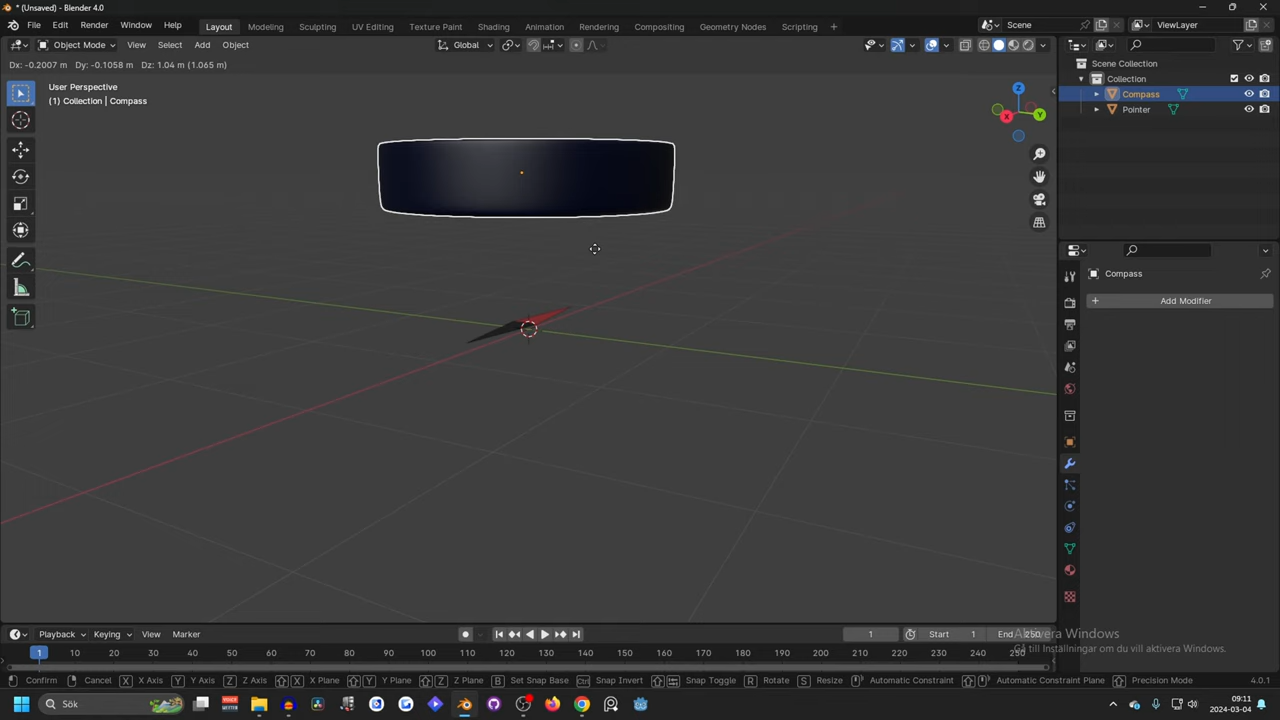 * (Unsaved) - Blender 4.0
File Edit Render Window Help Layout Modeling Sculpting UV Editing Texture Paint Shading Animation Rendering Compositing Geometry Nodes Scripting + Scene ViewLayer
Object Mode View Select Add Object Global
Dx: -0.2007 m Dy: -0.1058 m Dz: 1.04 m (1.065 m)
User Perspective
(1) Collection | Compass
Z
X
Y
Scene Collection
Collection
Compass
Pointer
Compass
+ Add Modifier
Playback Keying View Marker 1 Start 1 End 250
Aktivera Windows
Gå till Inställningar om du vill aktivera Windows.
1 10 20 30 40 50 60 70 80 90 100 110 120 130 140 150 160 170 180 190 200 210 220 230 240 250
Confirm Cancel X X Axis Y Y Axis Z Z Axis X X Plane Y Y Plane Z Z Plane B Set Snap Base Ctrl Snap Invert Snap Toggle R Rotate S Resize Automatic Constraint Automatic Constraint Plane Precision Mode 4.0.1
Sök
09:11
2024-03-04